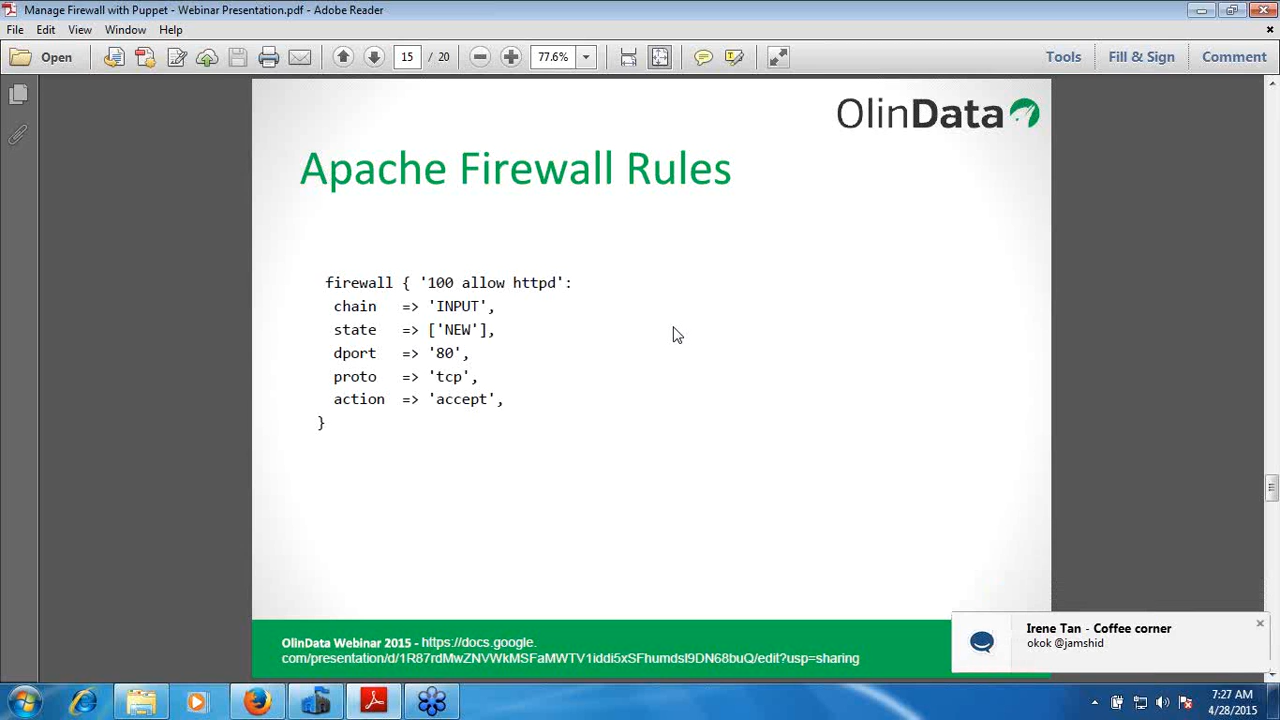 Manage Firewall with Puppet - Webinar Presentation.pdf - Adobe Reader
File Edit View Window Help
Open 15 / 20 77.6% Tools Fill & Sign Comment
OlinData
Apache Firewall Rules
firewall { '100 allow httpd':
chain => 'INPUT',
state => ['NEW'],
dport => '80',
proto => 'tcp',
action => 'accept',
}
OlinData Webinar 2015 - https://docs.google.
com/presentation/d/1R87rdMwZNVWkMSFaMWTV1iddi5xSFhumdsI9DN68buQ/edit?usp=sharing
Irene Tan - Coffee corner
okok @jamshid
7:27 AM
4/28/2015